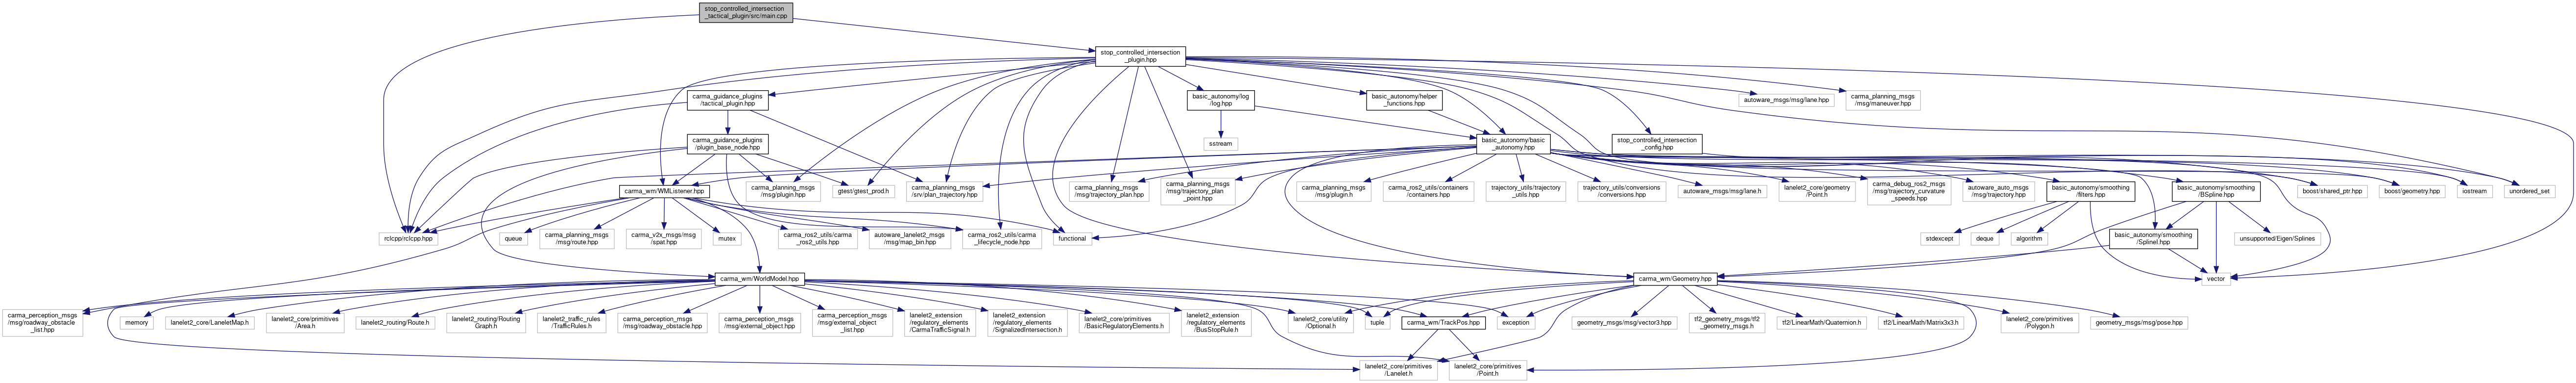 stop_controlled_intersection
_tactical_plugin/src/main.cpp
stop_controlled_intersection
_plugin.hpp
carma_guidance_plugins
/tactical_plugin.hpp
basic_autonomy/log
/log.hpp
basic_autonomy/helper
_functions.hpp
autoware_msgs/msg/lane.hpp
carma_planning_msgs
/msg/maneuver.hpp
carma_guidance_plugins
/plugin_base_node.hpp
sstream
basic_autonomy/basic
_autonomy.hpp
stop_controlled_intersection
_config.hpp
carma_wm/WMListener.hpp
carma_planning_msgs
/msg/plugin.hpp
gtest/gtest_prod.h
carma_planning_msgs
/srv/plan_trajectory.hpp
carma_planning_msgs
/msg/trajectory_plan.hpp
carma_planning_msgs
/msg/trajectory_plan
_point.hpp
carma_planning_msgs
/msg/plugin.h
carma_ros2_utils/containers
/containers.hpp
trajectory_utils/trajectory
_utils.hpp
trajectory_utils/conversions
/conversions.hpp
autoware_msgs/msg/lane.h
lanelet2_core/geometry
/Point.h
carma_debug_ros2_msgs
/msg/trajectory_curvature
_speeds.hpp
autoware_auto_msgs
/msg/trajectory.hpp
basic_autonomy/smoothing
/filters.hpp
basic_autonomy/smoothing
/BSpline.hpp
boost/shared_ptr.hpp
boost/geometry.hpp
iostream
unordered_set
rclcpp/rclcpp.hpp
queue
carma_planning_msgs
/msg/route.hpp
carma_v2x_msgs/msg
/spat.hpp
mutex
carma_ros2_utils/carma
_ros2_utils.hpp
autoware_lanelet2_msgs
/msg/map_bin.hpp
carma_ros2_utils/carma
_lifecycle_node.hpp
functional
stdexcept
deque
algorithm
basic_autonomy/smoothing
/SplineI.hpp
unsupported/Eigen/Splines
carma_wm/WorldModel.hpp
carma_wm/Geometry.hpp
vector
carma_perception_msgs
/msg/roadway_obstacle
_list.hpp
memory
lanelet2_core/LaneletMap.h
lanelet2_core/primitives
/Area.h
lanelet2_routing/Route.h
lanelet2_routing/Routing
Graph.h
lanelet2_traffic_rules
/TrafficRules.h
carma_perception_msgs
/msg/roadway_obstacle.hpp
carma_perception_msgs
/msg/external_object.hpp
carma_perception_msgs
/msg/external_object
_list.hpp
lanelet2_extension
/regulatory_elements
/CarmaTrafficSignal.h
lanelet2_extension
/regulatory_elements
/SignalizedIntersection.h
lanelet2_core/primitives
/BasicRegulatoryElements.h
lanelet2_extension
/regulatory_elements
/BusStopRule.h
lanelet2_core/utility
/Optional.h
tuple
carma_wm/TrackPos.hpp
exception
geometry_msgs/msg/vector3.hpp
tf2_geometry_msgs/tf2
_geometry_msgs.h
tf2/LinearMath/Quaternion.h
tf2/LinearMath/Matrix3x3.h
lanelet2_core/primitives
/Polygon.h
geometry_msgs/msg/pose.hpp
lanelet2_core/primitives
/Lanelet.h
lanelet2_core/primitives
/Point.h